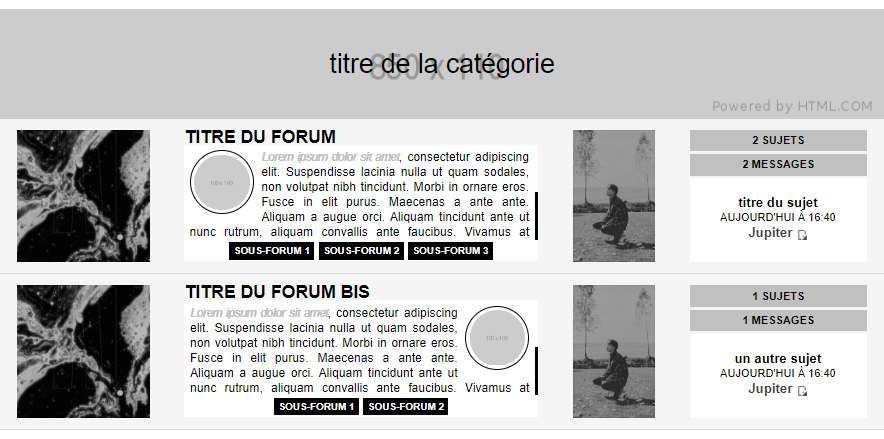 850 x 110
titre de la catégorie
Powered by HTML.COM
TITRE DU FORUM
100 x 100
Lorem ipsum dolor sit amet, consectetur adipiscing
elit. Suspendisse lacinia nulla ut quam sodales,
non volutpat nibh tincidunt. Morbi in ornare eros.
Fusce in elit purus. Maecenas a ante ante.
Aliquam a augue orci. Aliquam tincidunt ante ut
nunc rutrum, aliquam convallis ante faucibus. Vivamus at
SOUS-FORUM 1 SOUS-FORUM 2 SOUS-FORUM 3
2 SUJETS
2 MESSAGES
titre du sujet
AUJOURD'HUI À 16:40
Jupiter
TITRE DU FORUM BIS
Lorem ipsum dolor sit amet, consectetur adipiscing
elit. Suspendisse lacinia nulla ut quam sodales,
non volutpat nibh tincidunt. Morbi in ornare eros.
Fusce in elit purus. Maecenas a ante ante.
Aliquam a augue orci. Aliquam tincidunt ante ut
nunc rutrum, aliquam convallis ante faucibus. Vivamus at
100 x 100
SOUS-FORUM 1 SOUS-FORUM 2
1 SUJETS
1 MESSAGES
un autre sujet
AUJOURD'HUI À 16:40
Jupiter